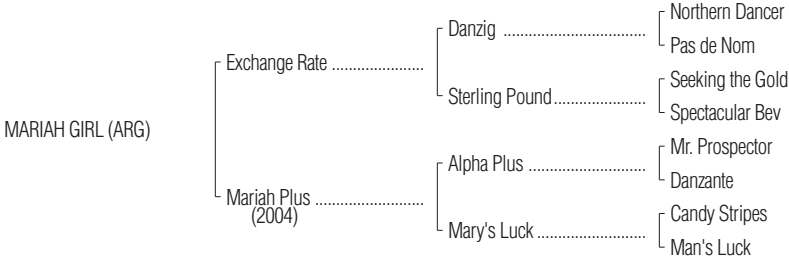 Northern Dancer
Danzig ................................
Pas de Nom
Exchange Rate .....................
Seeking the Gold
Sterling Pound.....................
Spectacular Bev
MARIAH GIRL (ARG)
Mr. Prospector
Alpha Plus ..........................
Danzante
Mariah Plus .........................
(2004)
Candy Stripes
Mary's Luck .........................
Man's Luck